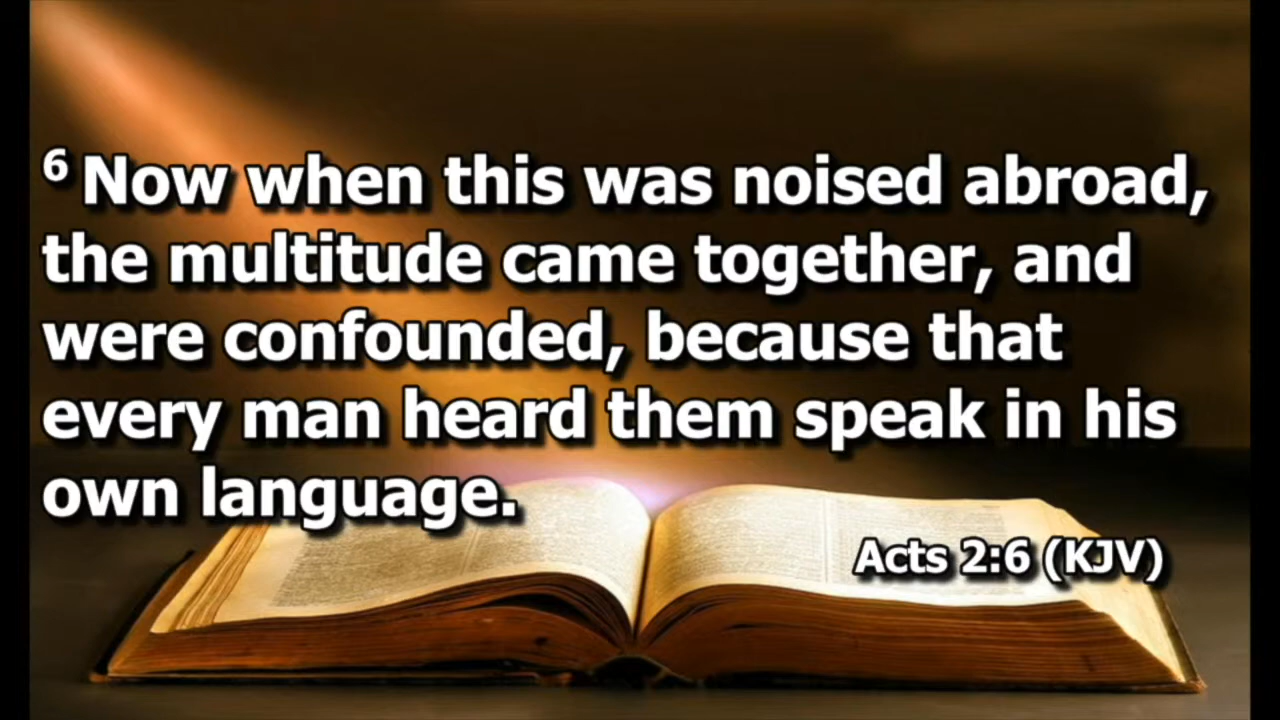 6 Now when this was noised abroad,
the multitude came together, and
were confounded, because that
every man heard them speak in his
own language.
Acts 2:6 (KJV)